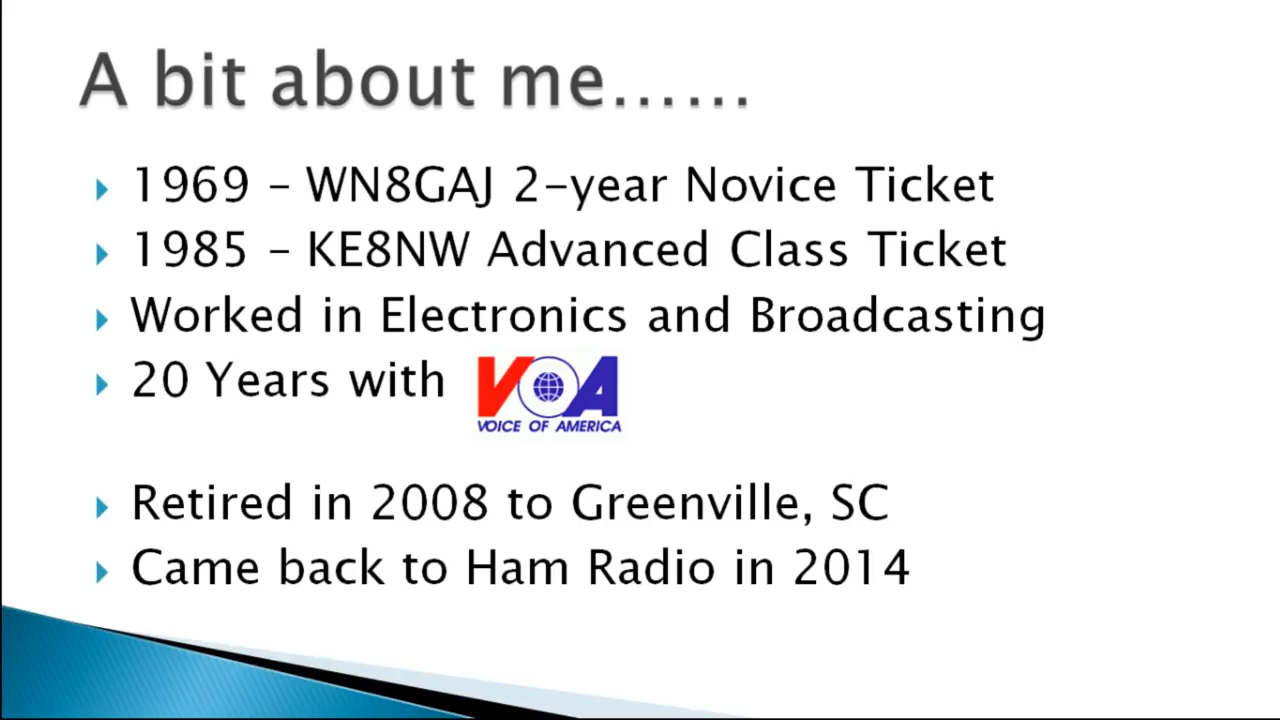 A bit about me......
1969 – WN8GAJ 2-year Novice Ticket
1985 – KE8NW Advanced Class Ticket
Worked in Electronics and Broadcasting
20 Years with
VOA
VOICE OF AMERICA
Retired in 2008 to Greenville, SC
Came back to Ham Radio in 2014